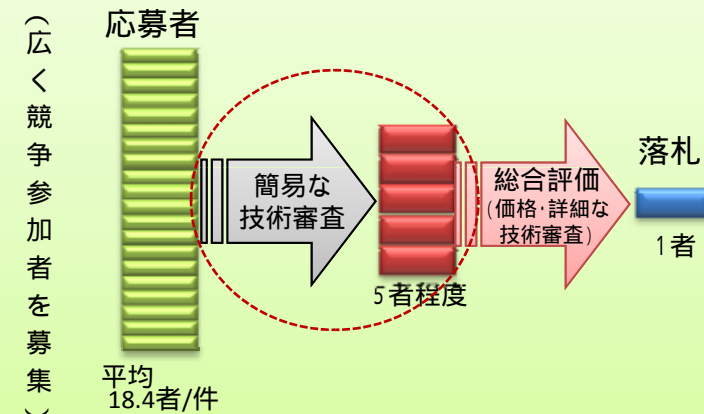 （広く競争参加者を募集）
応募者
簡易な
技術審査
総合評価
(価格･詳細な
技術審査)
落札
5者程度
1者
平均
18.4者/件